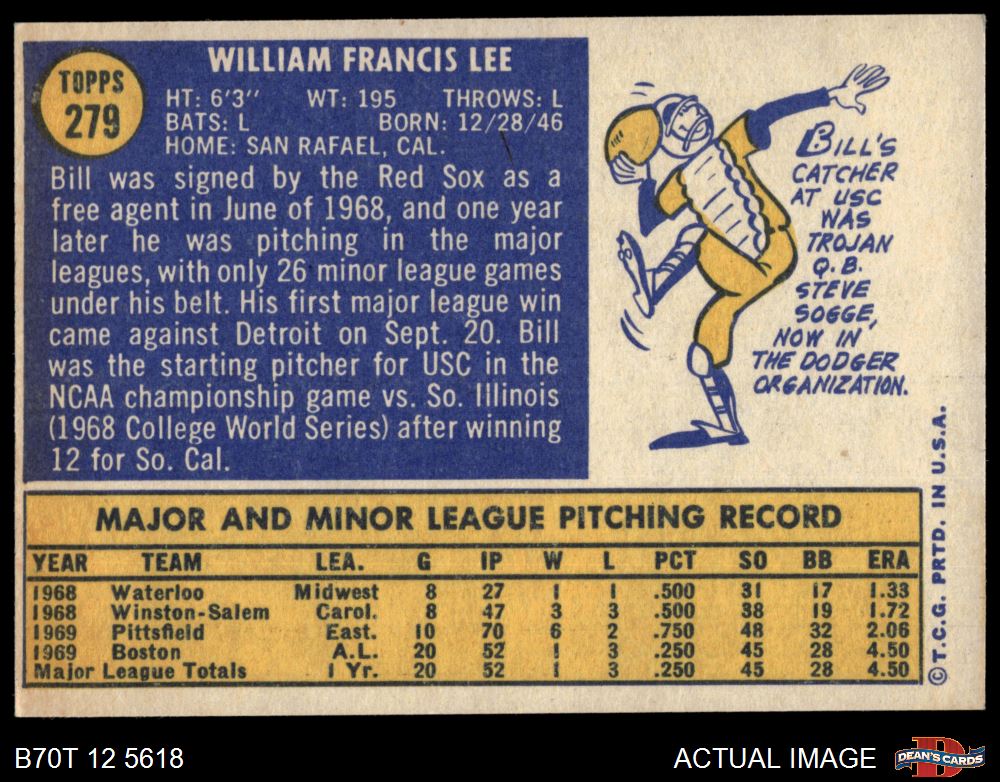 TOPPS
279
WILLIAM FRANCIS LEE
HT: 6'3" WT: 195 THROWS: L
BATS: L BORN: 12/28/46
HOME: SAN RAFAEL, CAL.
Bill was signed by the Red Sox as a
free agent in June of 1968, and one year
later he was pitching in the major
leagues, with only 26 minor league games
under his belt. His first major league win
came against Detroit on Sept. 20. Bill
was the starting pitcher for USC in the
NCAA championship game vs. So. Illinois
(1968 College World Series) after winning
12 for So. Cal.
BILL'S
CATCHER
AT USC
WAS
TROJAN
Q.B.
STEVE
SOGGE,
NOW IN
THE DODGER
ORGANIZATION.
MAJOR AND MINOR LEAGUE PITCHING RECORD
YEAR TEAM LEA. G IP W L PCT SO BB ERA
1968 Waterloo Midwest 8 27 1 1 .500 31 17 1.33
1968 Winston-Salem Carol. 8 47 3 3 .500 38 19 1.72
1969 Pittsfield East. 10 70 6 2 .750 48 32 2.06
1969 Boston A.L. 20 52 1 3 .250 45 28 4.50
Major League Totals 1 Yr. 20 52 1 3 .250 45 28 4.50
© T.C.G. PRTD. IN U.S.A.
B70T 12 5618
ACTUAL IMAGE
D
DEAN'S CARDS